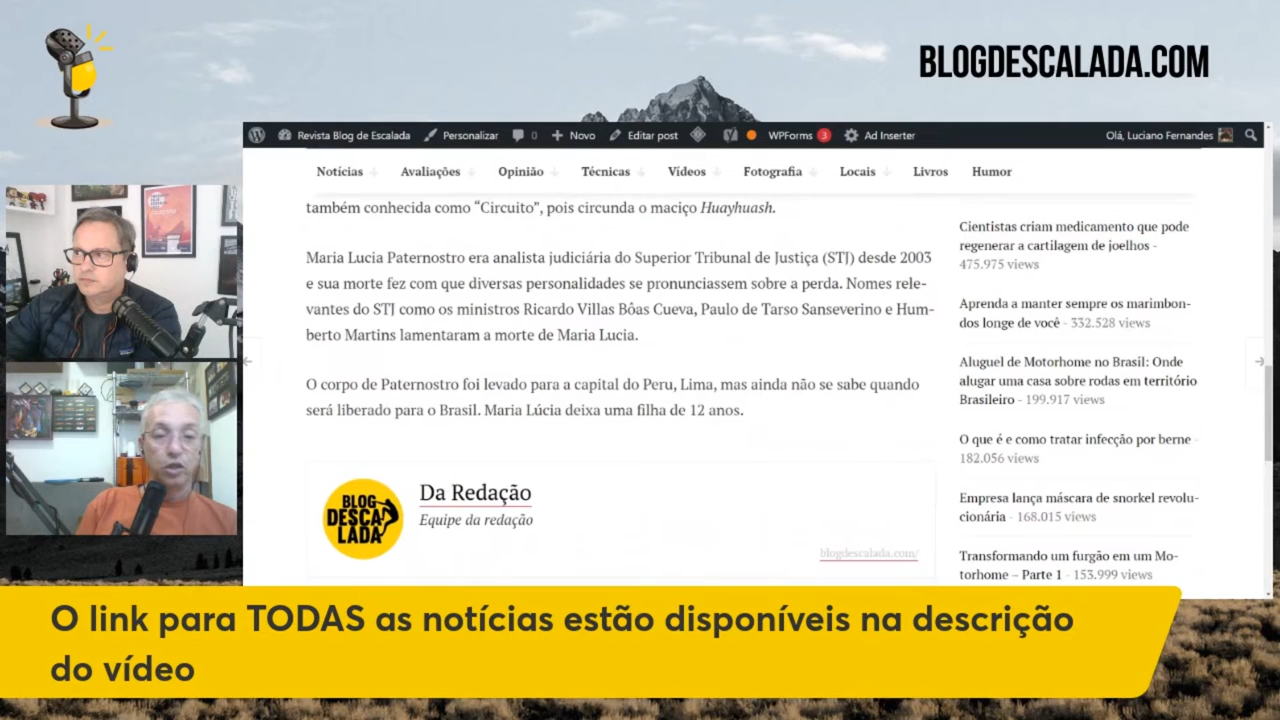 BLOGDESCALADA.COM
Revista Blog de Escalada Personalizar 0 Novo Editar post WPForms 3 Ad Inserter Olá, Luciano Fernandes
Notícias Avaliações Opinião Técnicas Vídeos Fotografia Locais Livros Humor
também conhecida como “Circuito”, pois circunda o maciço Huayhuash.
Maria Lucia Paternostro era analista judiciária do Superior Tribunal de Justiça (STJ) desde 2003
e sua morte fez com que diversas personalidades se pronunciassem sobre a perda. Nomes rele-
vantes do STJ como os ministros Ricardo Villas Bôas Cueva, Paulo de Tarso Sanseverino e Hum-
berto Martins lamentaram a morte de Maria Lucia.
O corpo de Paternostro foi levado para a capital do Peru, Lima, mas ainda não se sabe quando
será liberado para o Brasil. Maria Lúcia deixa uma filha de 12 anos.
BLOG
DESCA
LADA
Da Redação
Equipe da redação
blogdescalada.com/
Cientistas criam medicamento que pode
regenerar a cartilagem de joelhos -
475.975 views
Aprenda a manter sempre os marimbon-
dos longe de você - 332.528 views
Aluguel de Motorhome no Brasil: Onde
alugar uma casa sobre rodas em território
Brasileiro - 199.917 views
O que é e como tratar infecção por berne -
182.056 views
Empresa lança máscara de snorkel revolu-
cionária - 168.015 views
Transformando um furgão em um Mo-
torhome – Parte 1 - 153.999 views
O link para TODAS as notícias estão disponíveis na descrição
do vídeo